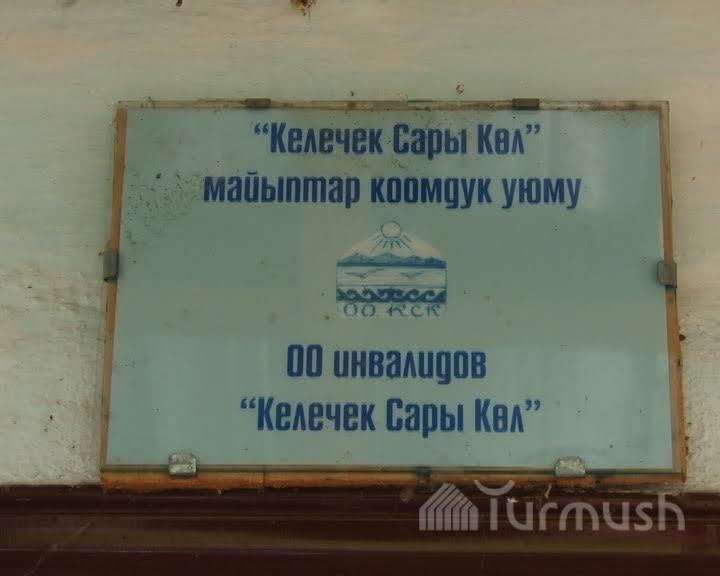 “Келечек Сары Көл”
майыптар коомдук уюму
ОО КСК
ОО инвалидов
“Келечек Сары Көл”
Turmush